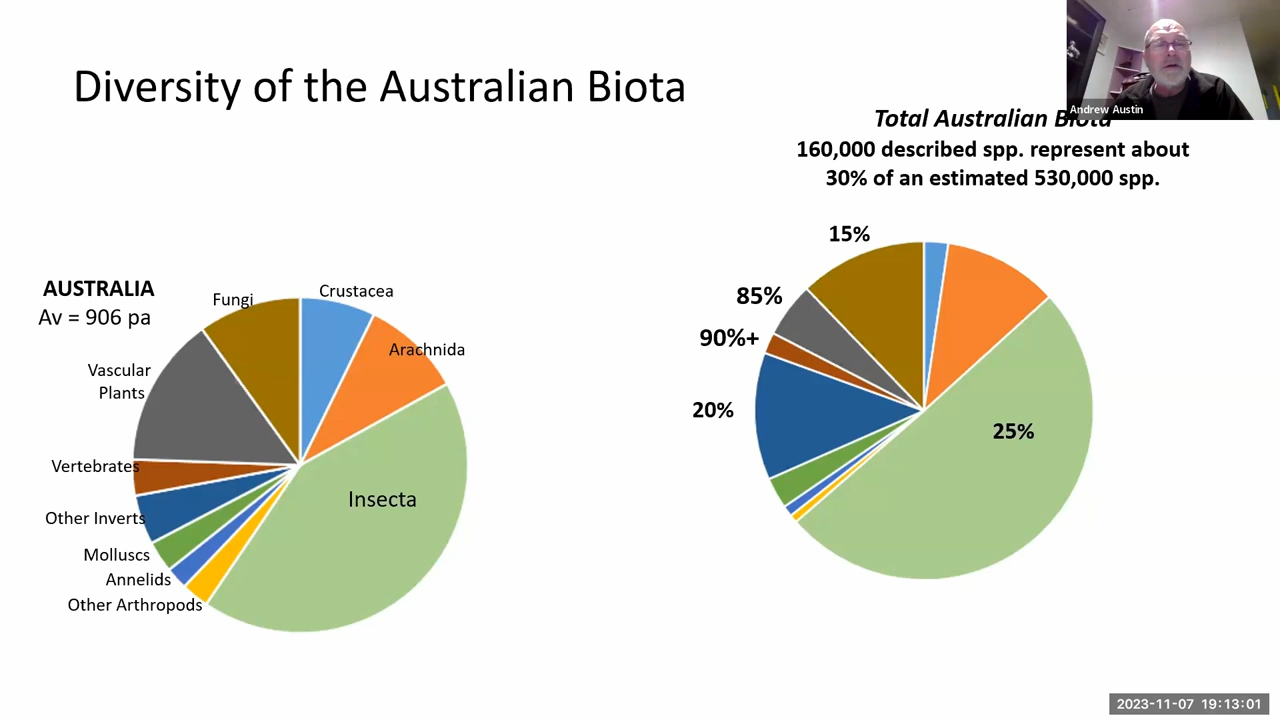 Diversity of the Australian Biota
Andrew Austin
Total Australian Biota
160,000 described spp. represent about
30% of an estimated 530,000 spp.
AUSTRALIA
Av = 906 pa
Fungi
Crustacea
Arachnida
Vascular
Plants
Vertebrates
Insecta
Other Inverts
Molluscs
Annelids
Other Arthropods
15%
85%
90%+
20%
25%
2023-11-07 19:13:01